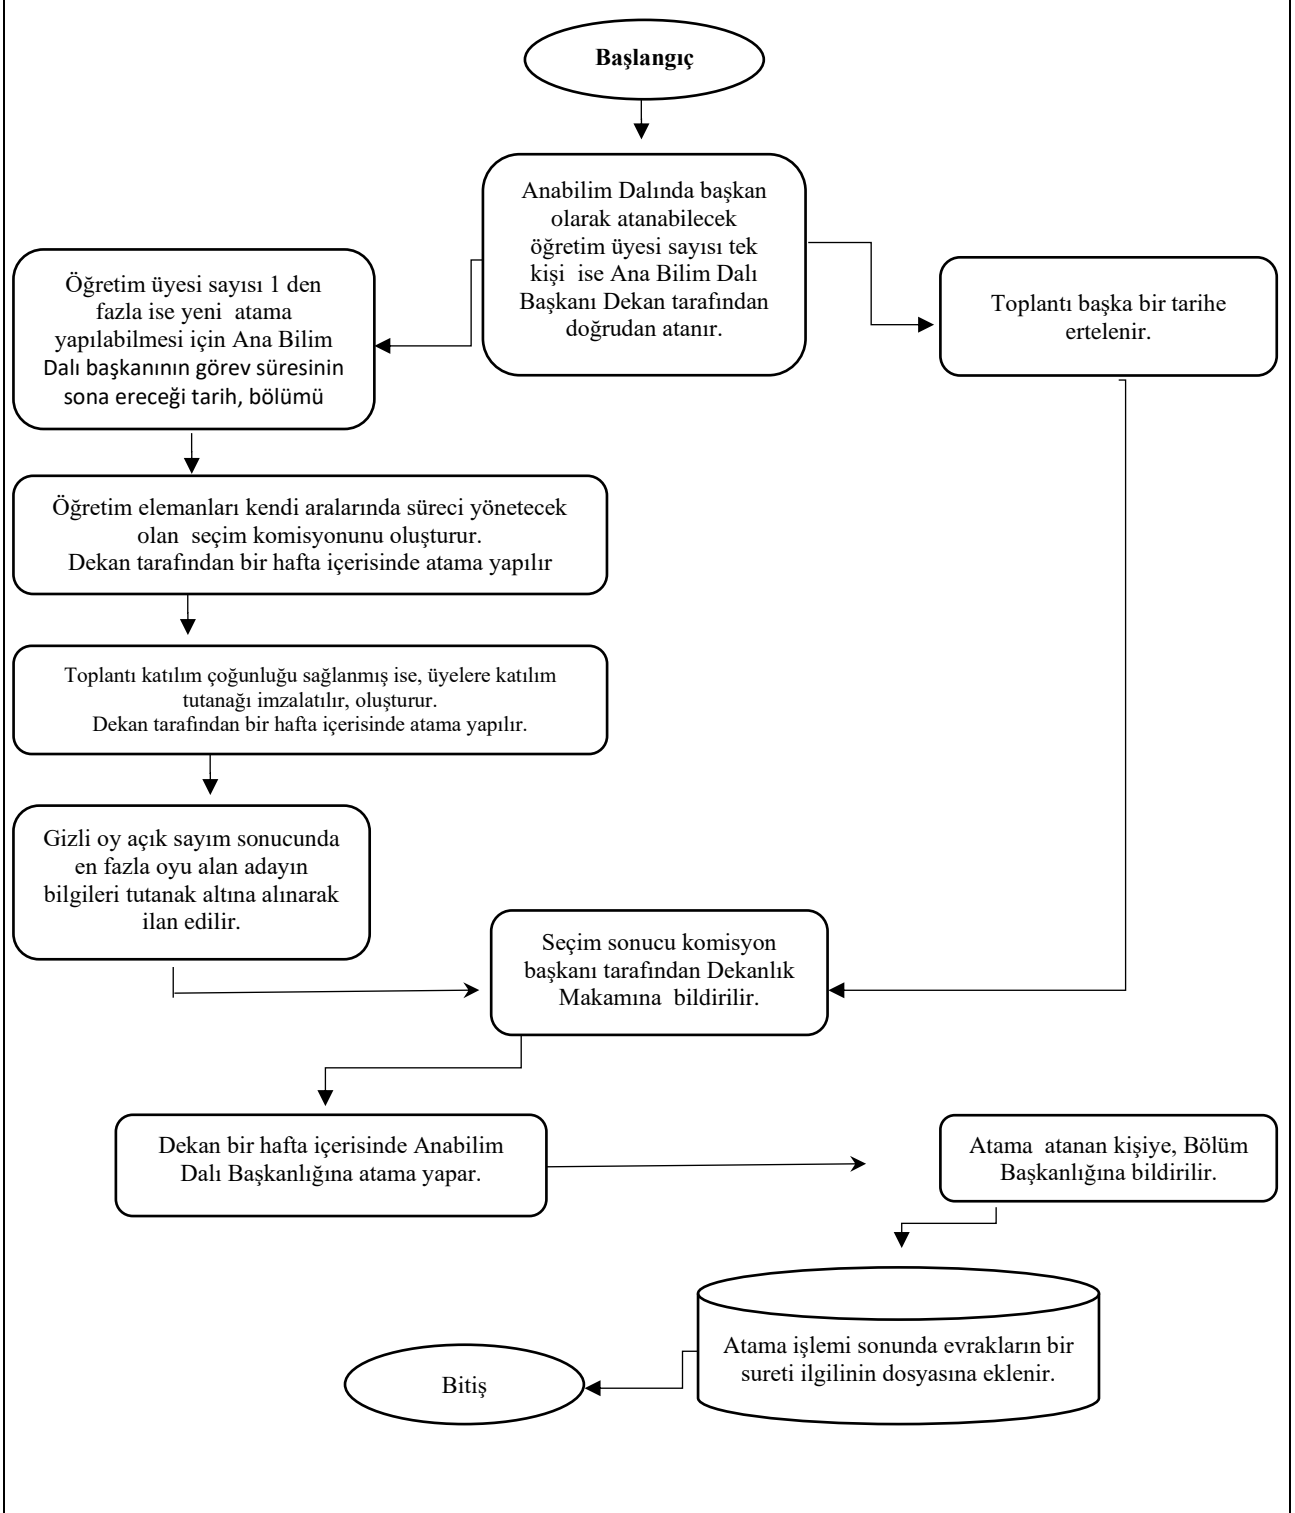 Başlangıç
Anabilim Dalında başkan
olarak atanabilecek
öğretim üyesi sayısı tek
kişi ise Ana Bilim Dalı
Başkanı Dekan tarafından
doğrudan atanır.
Öğretim üyesi sayısı 1 den
fazla ise yeni atama
yapılabilmesi için Ana Bilim
Dalı başkanının görev süresinin
sona ereceği tarih, bölümü
Toplantı başka bir tarihe
ertelenir.
Öğretim elemanları kendi aralarında süreci yönetecek
olan seçim komisyonunu oluşturur.
Dekan tarafından bir hafta içerisinde atama yapılır
Toplantı katılım çoğunluğu sağlanmış ise, üyelere katılım
tutanağı imzalatılır, oluşturur.
Dekan tarafından bir hafta içerisinde atama yapılır.
Gizli oy açık sayım sonucunda
en fazla oyu alan adayın
bilgileri tutanak altına alınarak
ilan edilir.
Seçim sonucu komisyon
başkanı tarafından Dekanlık
Makamına bildirilir.
Dekan bir hafta içerisinde Anabilim
Dalı Başkanlığına atama yapar.
Atama atanan kişiye, Bölüm
Başkanlığına bildirilir.
Atama işlemi sonunda evrakların bir
sureti ilgilinin dosyasına eklenir.
Bitiş